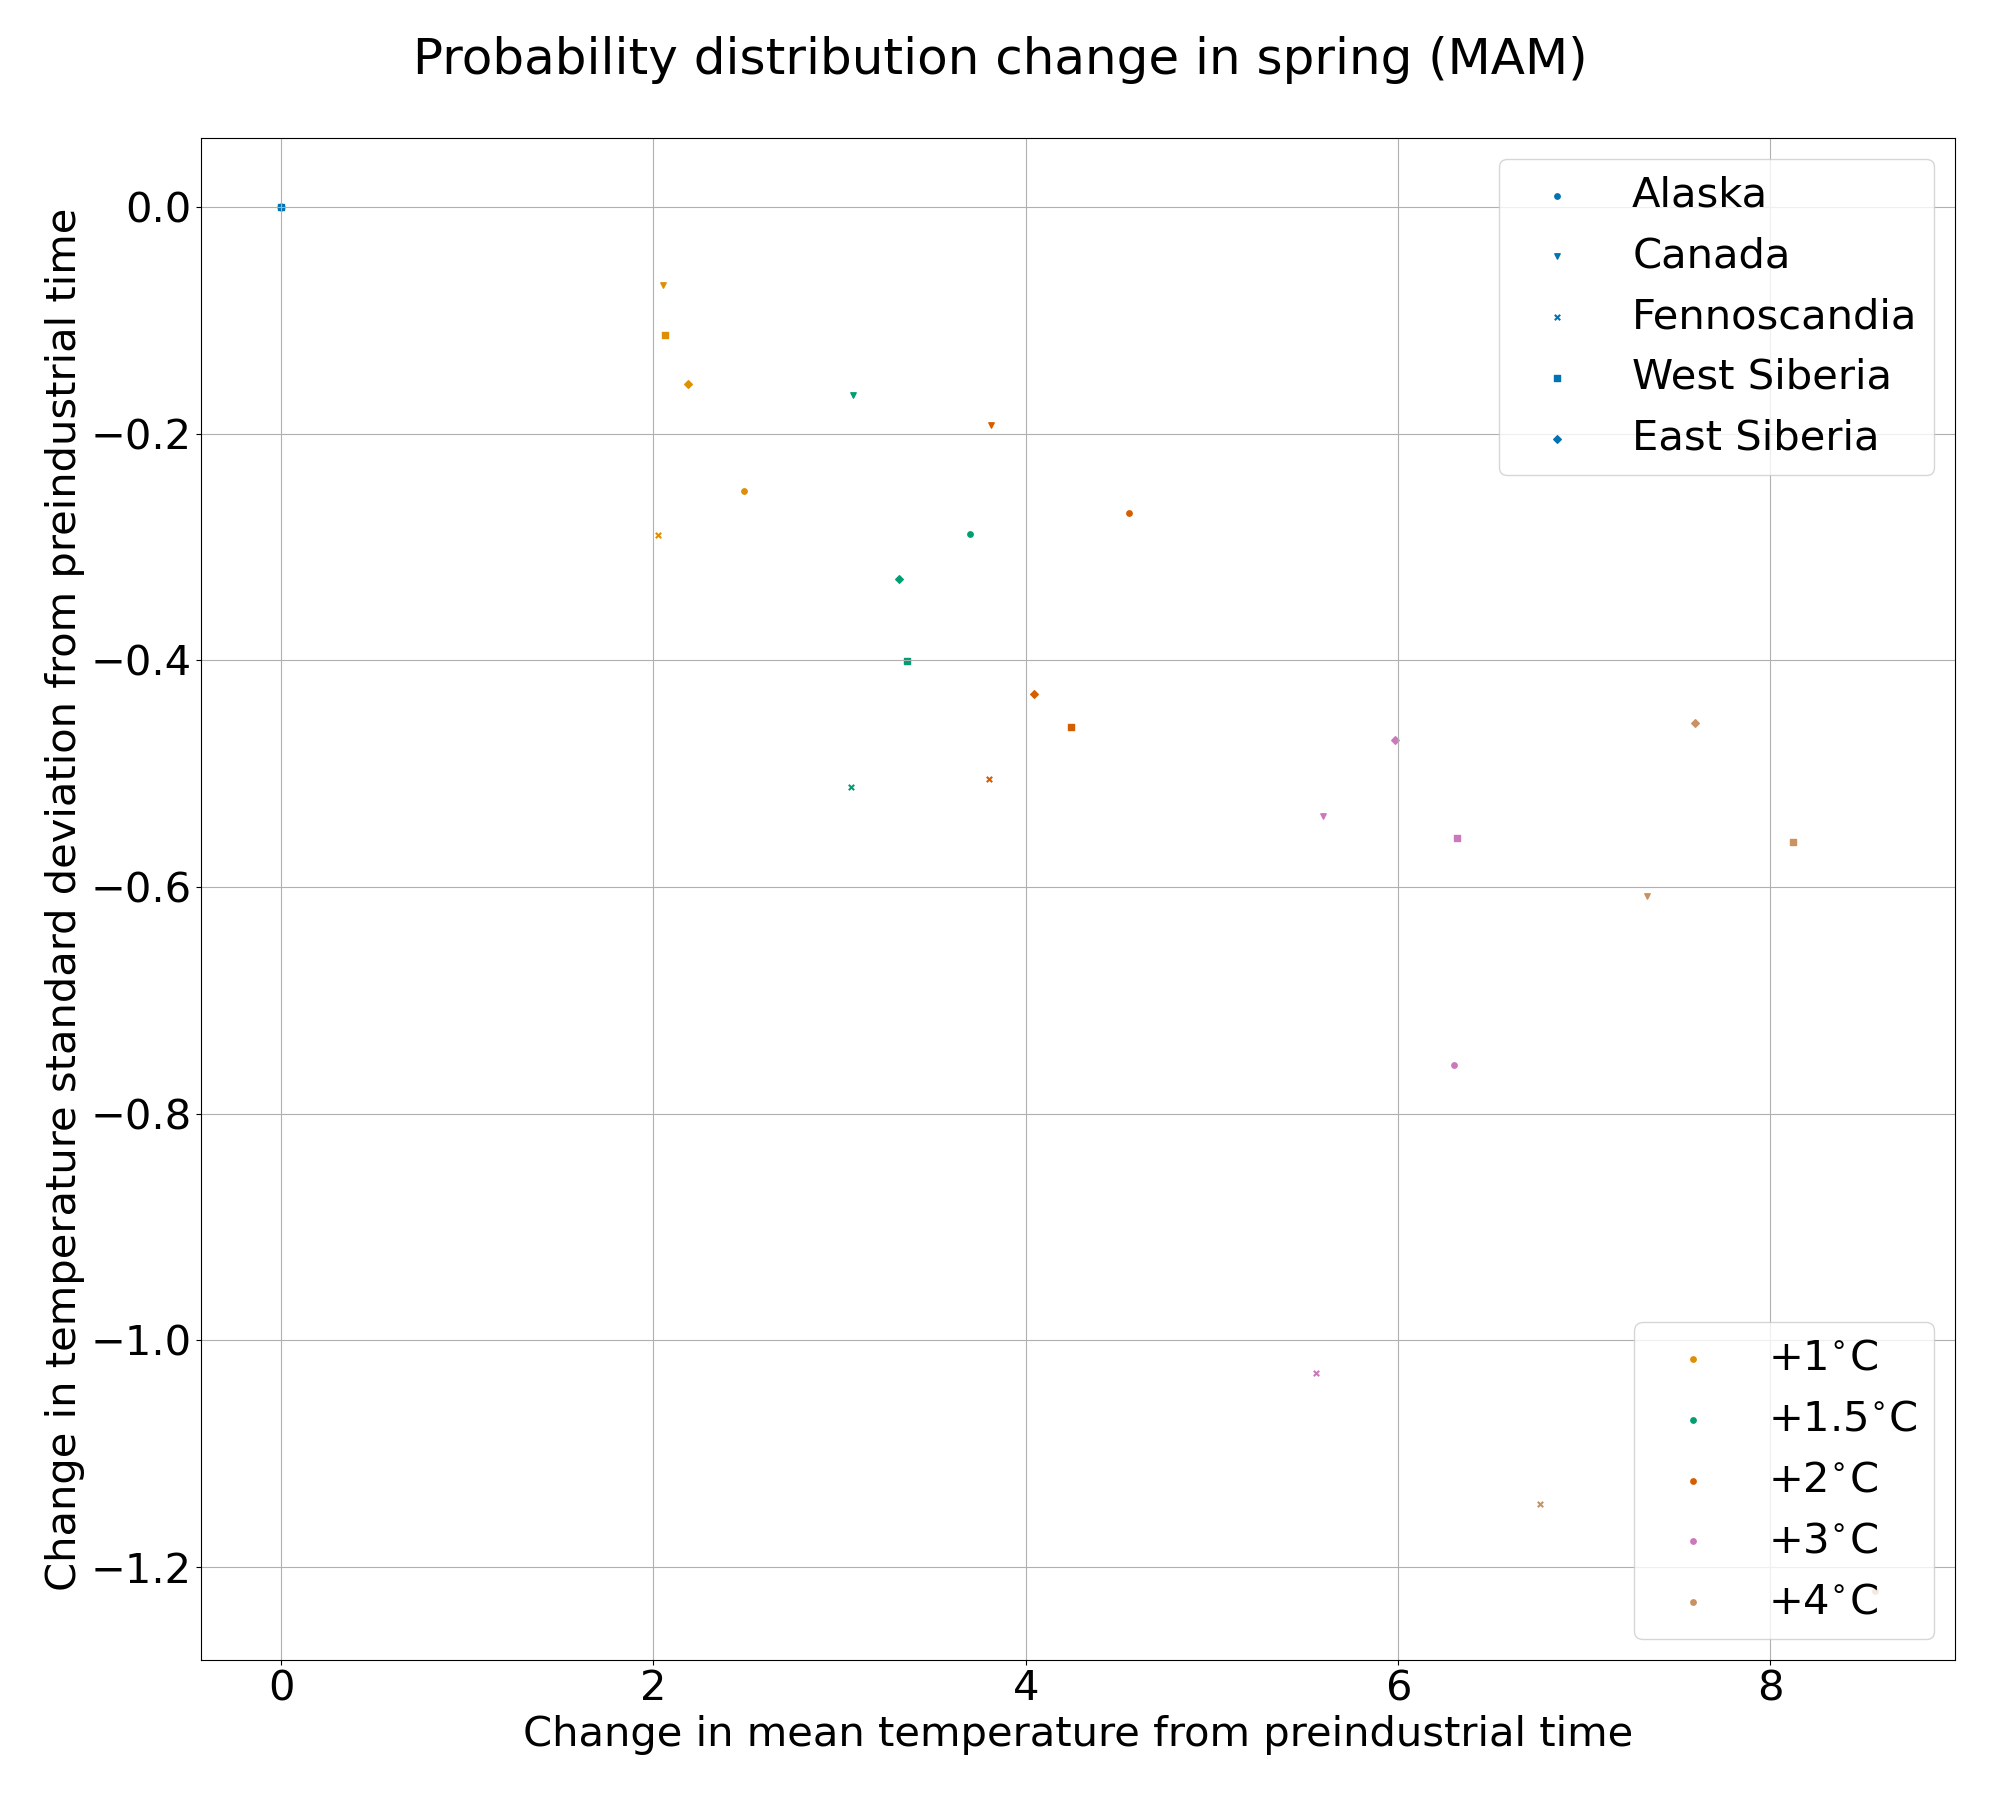 Probability distribution change in spring (MAM)
Change in temperature standard deviation from preindustrial time
0.0
−0.2
−0.4
−0.6
−0.8
−1.0
−1.2
Alaska
Canada
Fennoscandia
West Siberia
East Siberia
+1°C
+1.5°C
+2°C
+3°C
+4°C
0 2 4 6 8
Change in mean temperature from preindustrial time